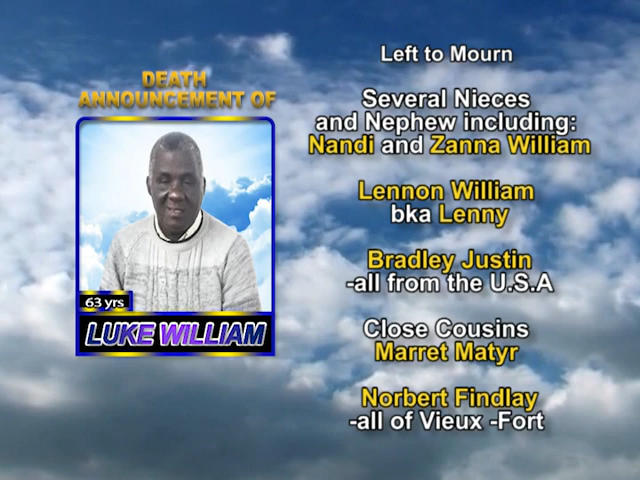 DEATH
ANNOUNCEMENT OF
63 yrs
LUKE WILLIAM
Left to Mourn
Several Nieces
and Nephew including:
Nandi and Zanna William
Lennon William
bka Lenny
Bradley Justin
-all from the U.S.A
Close Cousins
Marret Matyr
Norbert Findlay
-all of Vieux -Fort